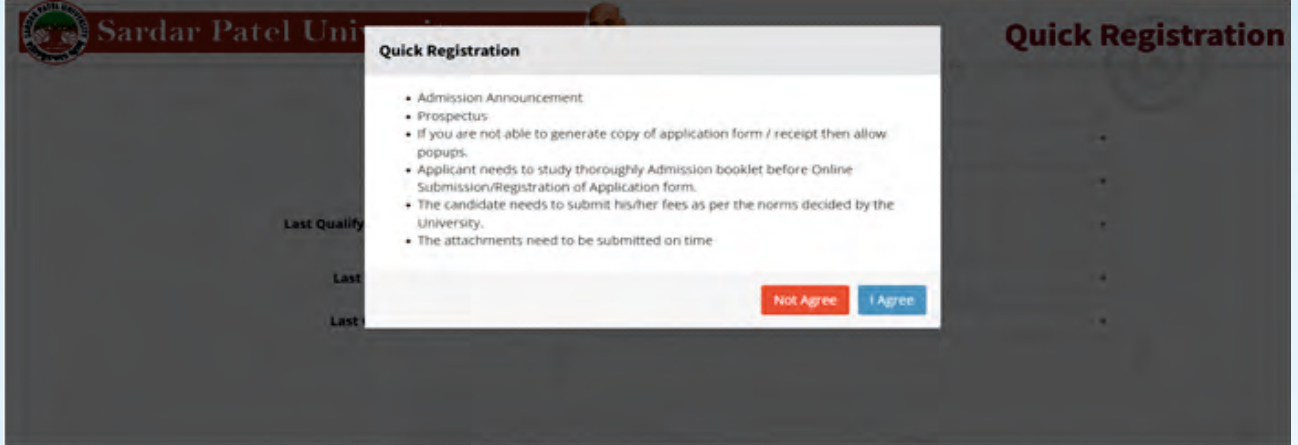 Sardar Patel Uni
Quick Registration
Quick Registration
• Admission Announcement
• Prospectus
• If you are not able to generate copy of application form / receipt then allow
popups.
• Applicant needs to study thoroughly Admission booklet before Online
Submission/Registration of Application form.
• The candidate needs to submit his/her fees as per the norms decided by the
University.
• The attachments need to be submitted on time
Last Qualify
Last
Last
Not Agree I Agree